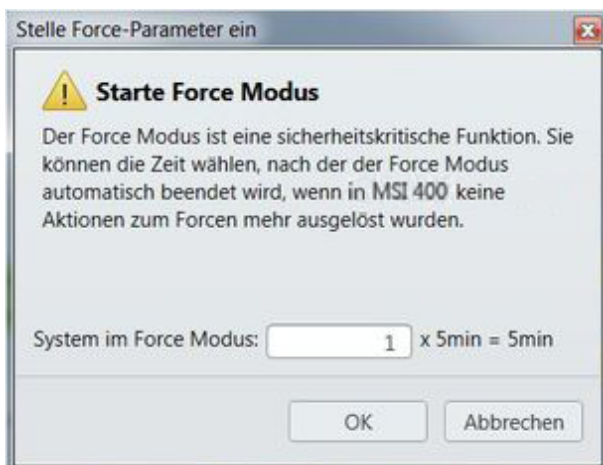 Stelle Force-Parameter ein
Starte Force Modus
Der Force Modus ist eine sicherheitskritische Funktion. Sie
können die Zeit wählen, nach der der Force Modus
automatisch beendet wird, wenn in MSI 400 keine
Aktionen zum Forcen mehr ausgelöst wurden.
System im Force Modus: 1 x 5min = 5min
OK Abbrechen